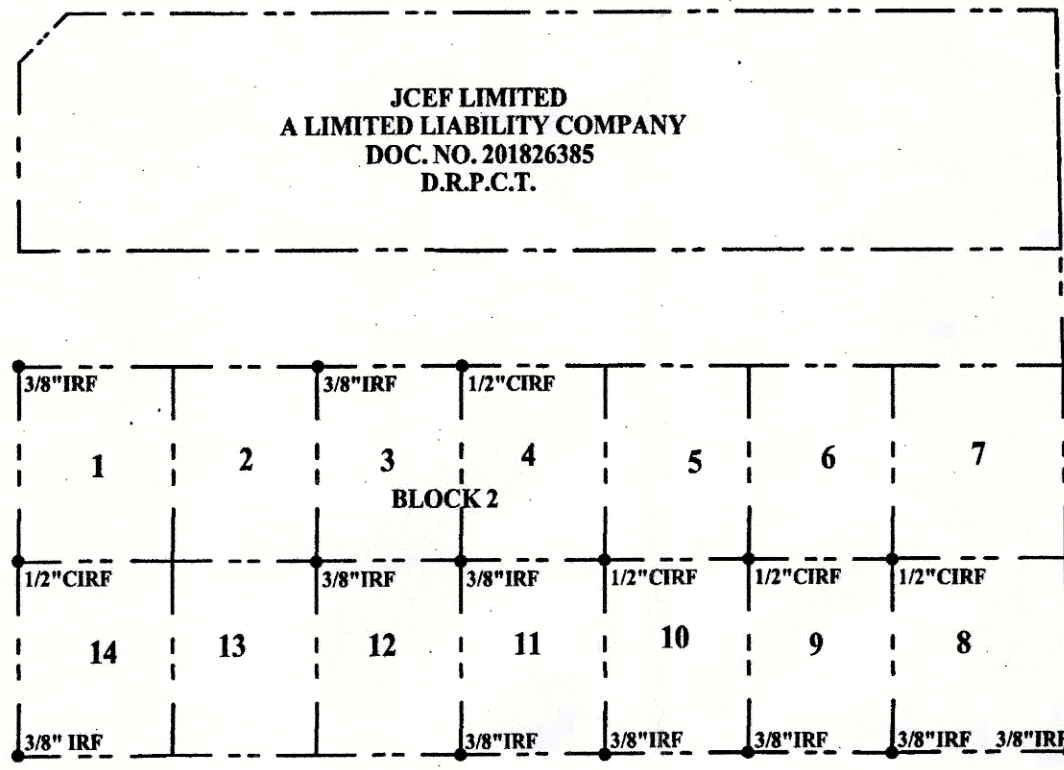 JCEF LIMITED
A LIMITED LIABILITY COMPANY
DOC. NO. 201826385
D.R.P.C.T.
3/8"IRF 3/8"IRF 1/2"CIRF
1 2 3 4 5 6 7
BLOCK 2
1/2"CIRF 3/8"IRF 3/8"IRF 1/2"CIRF 1/2"CIRF 1/2"CIRF
14 13 12 11 10 9 8
3/8" IRF 3/8"IRF 3/8"IRF 3/8"IRF 3/8"IRF 3/8"IRF